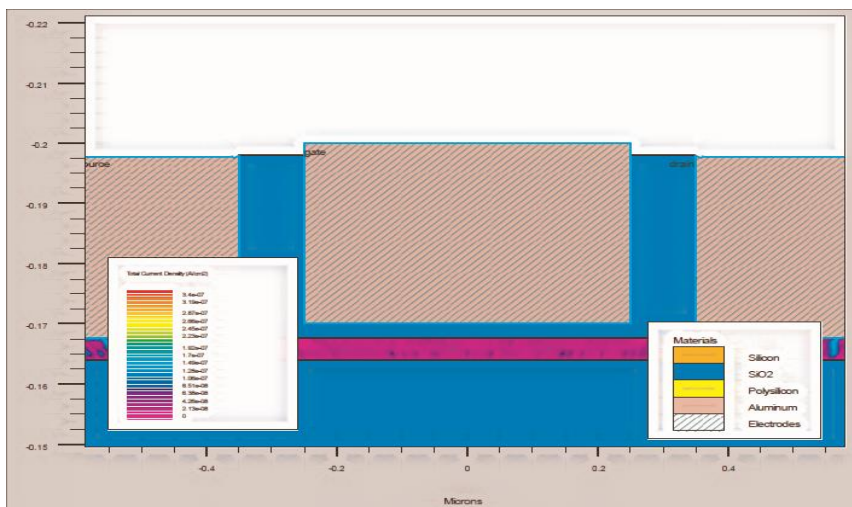 -0.22
-0.21
-0.2
gate
ource
drain
-0.19
-0.18
Total Current Density (A/cm2)
3.4e-07
3.19e-07
2.87e-07
2.66e-07
2.45e-07
2.23e-07
1.92e-07
1.7e-07
1.49e-07
1.28e-07
1.06e-07
8.51e-08
6.38e-08
4.26e-08
2.13e-08
0
-0.17
Materials
Silicon
SiO2
Polysilicon
Aluminum
Electrodes
-0.16
-0.15
-0.4
-0.2
0
0.2
0.4
Microns